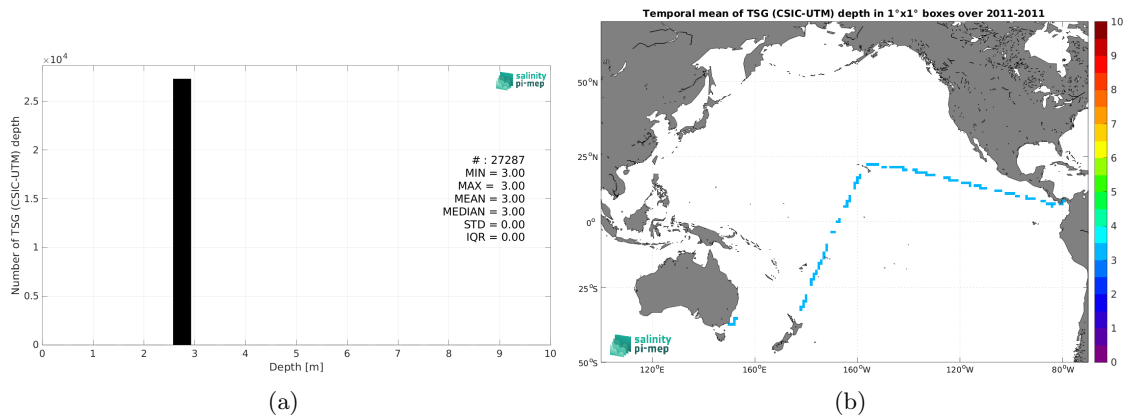 ×10⁴
2.5
2
1.5
1
0.5
0
Number of TSG (CSIC-UTM) depth
0 1 2 3 4 5 6 7 8 9 10
Depth [m]
salinity
pi-mep
# : 27287
MIN = 3.00
MAX = 3.00
MEAN = 3.00
MEDIAN = 3.00
STD = 0.00
IQR = 0.00
(a)
Temporal mean of TSG (CSIC-UTM) depth in 1°x1° boxes over 2011-2011
50°N
25°N
0°
25°S
50°S
120°E
160°E
160°W
120°W
80°W
salinity
pi-mep
10
9
8
7
6
5
4
3
2
1
0
(b)